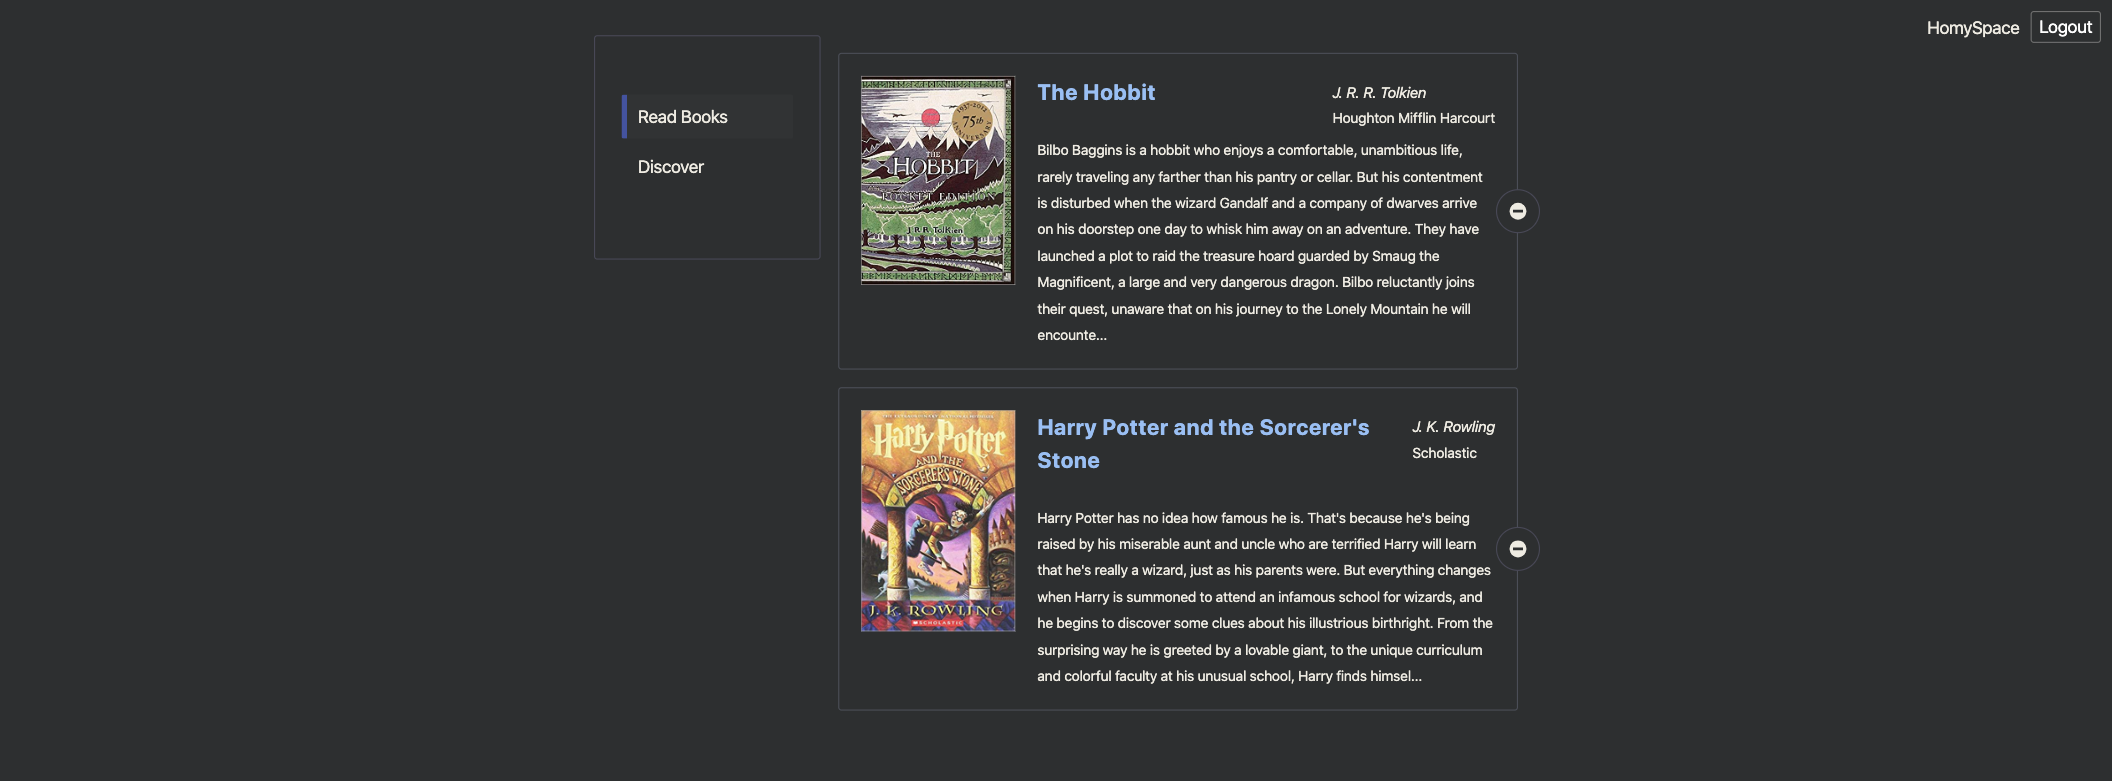 HomySpace
Logout
Read Books
Discover
1937-2012
75th
ANNIVERSARY
THE
HOBBIT
POCKET EDITION
J.R.R. Tolkien
The Hobbit
J. R. R. Tolkien
Houghton Mifflin Harcourt
Bilbo Baggins is a hobbit who enjoys a comfortable, unambitious life,
rarely traveling any farther than his pantry or cellar. But his contentment
is disturbed when the wizard Gandalf and a company of dwarves arrive
on his doorstep one day to whisk him away on an adventure. They have
launched a plot to raid the treasure hoard guarded by Smaug the
Magnificent, a large and very dangerous dragon. Bilbo reluctantly joins
their quest, unaware that on his journey to the Lonely Mountain he will
encounte...
Harry Potter
AND THE
SORCERER'S STONE
J. K. ROWLING
SCHOLASTIC
Harry Potter and the Sorcerer's
Stone
J. K. Rowling
Scholastic
Harry Potter has no idea how famous he is. That's because he's being
raised by his miserable aunt and uncle who are terrified Harry will learn
that he's really a wizard, just as his parents were. But everything changes
when Harry is summoned to attend an infamous school for wizards, and
he begins to discover some clues about his illustrious birthright. From the
surprising way he is greeted by a lovable giant, to the unique curriculum
and colorful faculty at his unusual school, Harry finds himsel...